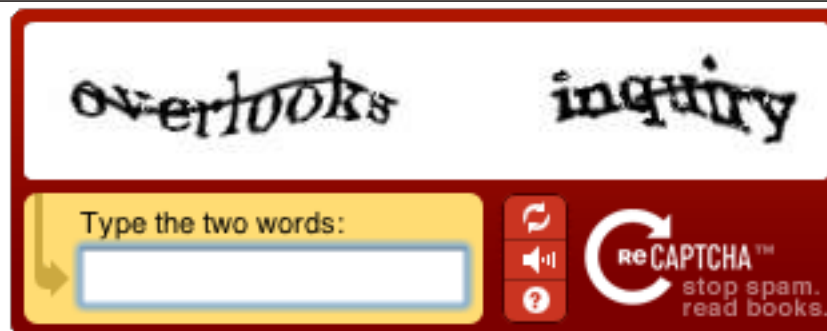 overlooks inquiry
Type the two words:
ReCAPTCHA™
stop spam.
read books.